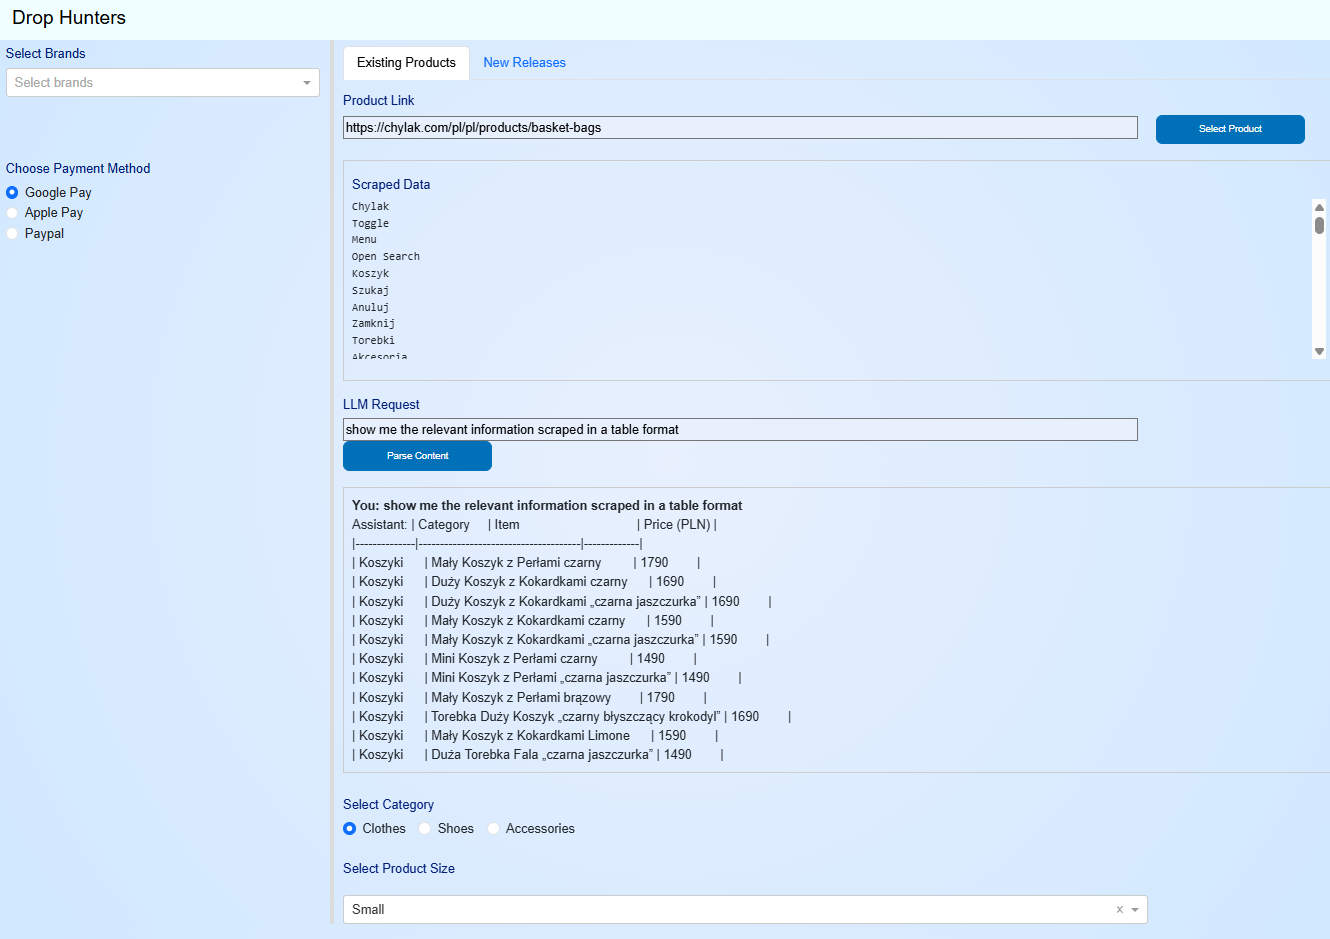 Drop Hunters
Select Brands
Select brands
Choose Payment Method
Google Pay
Apple Pay
Paypal
Existing Products New Releases
Product Link
https://chylak.com/pl/pl/products/basket-bags Select Product
Scraped Data
Chylak
Toggle
Menu
Open Search
Koszyk
Szukaj
Anuluj
Zamknij
Torebki
Akcesoria
LLM Request
show me the relevant information scraped in a table format
Parse Content
You: show me the relevant information scraped in a table format
Assistant: | Category | Item | Price (PLN) |
|--------------|--------------------------------------|-------------|
| Koszyki | Mały Koszyk z Perłami czarny | 1790 |
| Koszyki | Duży Koszyk z Kokardkami czarny | 1690 |
| Koszyki | Duży Koszyk z Kokardkami „czarna jaszczurka” | 1690 |
| Koszyki | Mały Koszyk z Kokardkami czarny | 1590 |
| Koszyki | Mały Koszyk z Kokardkami „czarna jaszczurka” | 1590 |
| Koszyki | Mini Koszyk z Perłami czarny | 1490 |
| Koszyki | Mini Koszyk z Perłami „czarna jaszczurka” | 1490 |
| Koszyki | Mały Koszyk z Perłami brązowy | 1790 |
| Koszyki | Torebka Duży Koszyk „czarny błyszczący krokodyl” | 1690 |
| Koszyki | Mały Koszyk z Kokardkami Limone | 1590 |
| Koszyki | Duża Torebka Fala „czarna jaszczurka” | 1490 |
Select Category
Clothes Shoes Accessories
Select Product Size
Small ×